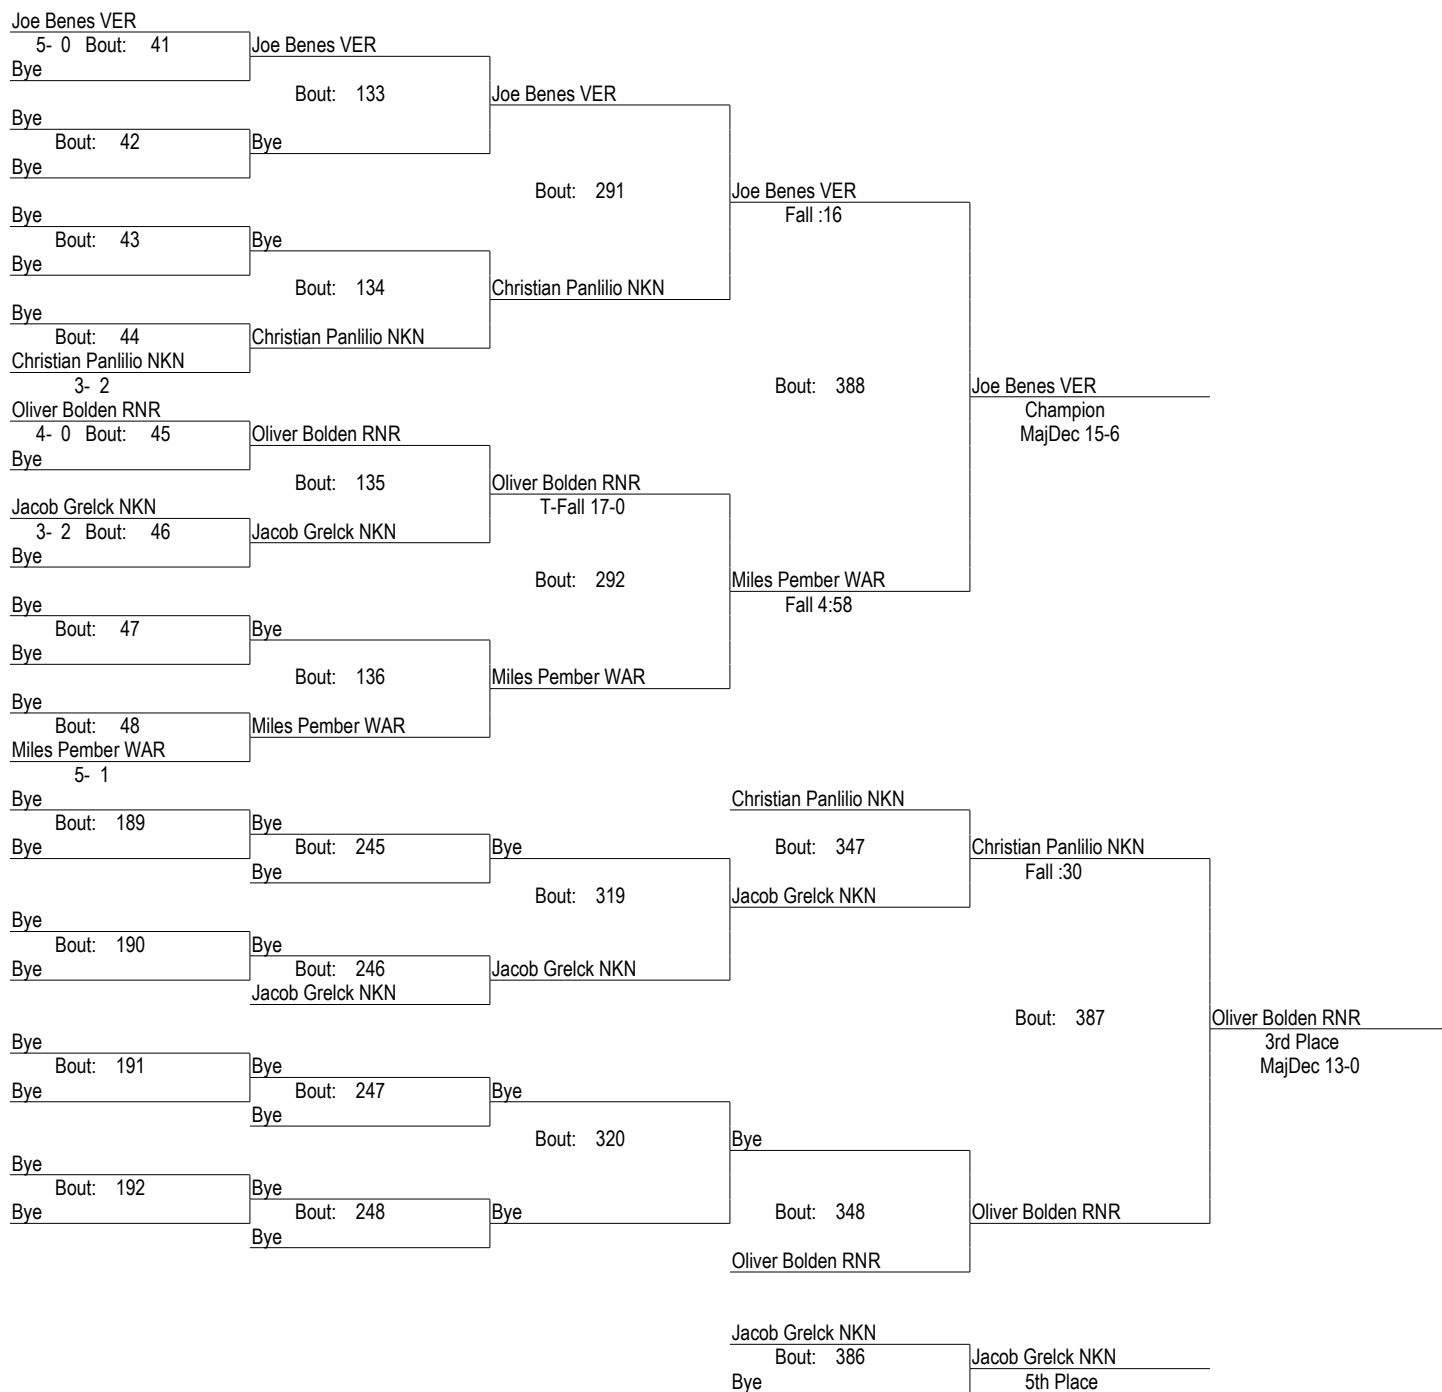 Joe Benes VER
5- 0 Bout: 41 Joe Benes VER
Bye
Bout: 133 Joe Benes VER
Bye
Bout: 42 Bye
Bye
Bout: 291 Joe Benes VER
Bye Fall :16
Bout: 43 Bye
Bye
Bout: 134 Christian Panlilio NKN
Bye
Bout: 44 Christian Panlilio NKN
Christian Panlilio NKN
3- 2 Bout: 388 Joe Benes VER
Oliver Bolden RNR Champion
4- 0 Bout: 45 Oliver Bolden RNR MajDec 15-6
Bye
Bout: 135 Oliver Bolden RNR
Jacob Grelck NKN T-Fall 17-0
3- 2 Bout: 46 Jacob Grelck NKN
Bye
Bout: 292 Miles Pember WAR
Bye Fall 4:58
Bout: 47 Bye
Bye
Bout: 136 Miles Pember WAR
Bye
Bout: 48 Miles Pember WAR
Miles Pember WAR
5- 1
Bye Christian Panlilio NKN
Bout: 189 Bye
Bye Bout: 245 Bye Bout: 347 Christian Panlilio NKN
Bye Fall :30
Bout: 319 Jacob Grelck NKN
Bye
Bout: 190 Bye
Bye Bout: 246 Jacob Grelck NKN
Jacob Grelck NKN
Bout: 387 Oliver Bolden RNR
Bye 3rd Place
Bout: 191 Bye MajDec 13-0
Bye Bout: 247 Bye
Bye
Bout: 320 Bye
Bye
Bout: 192 Bye
Bye Bout: 248 Bye Bout: 348 Oliver Bolden RNR
Bye
Oliver Bolden RNR
Jacob Grelck NKN
Bout: 386 Jacob Grelck NKN
Bye 5th Place